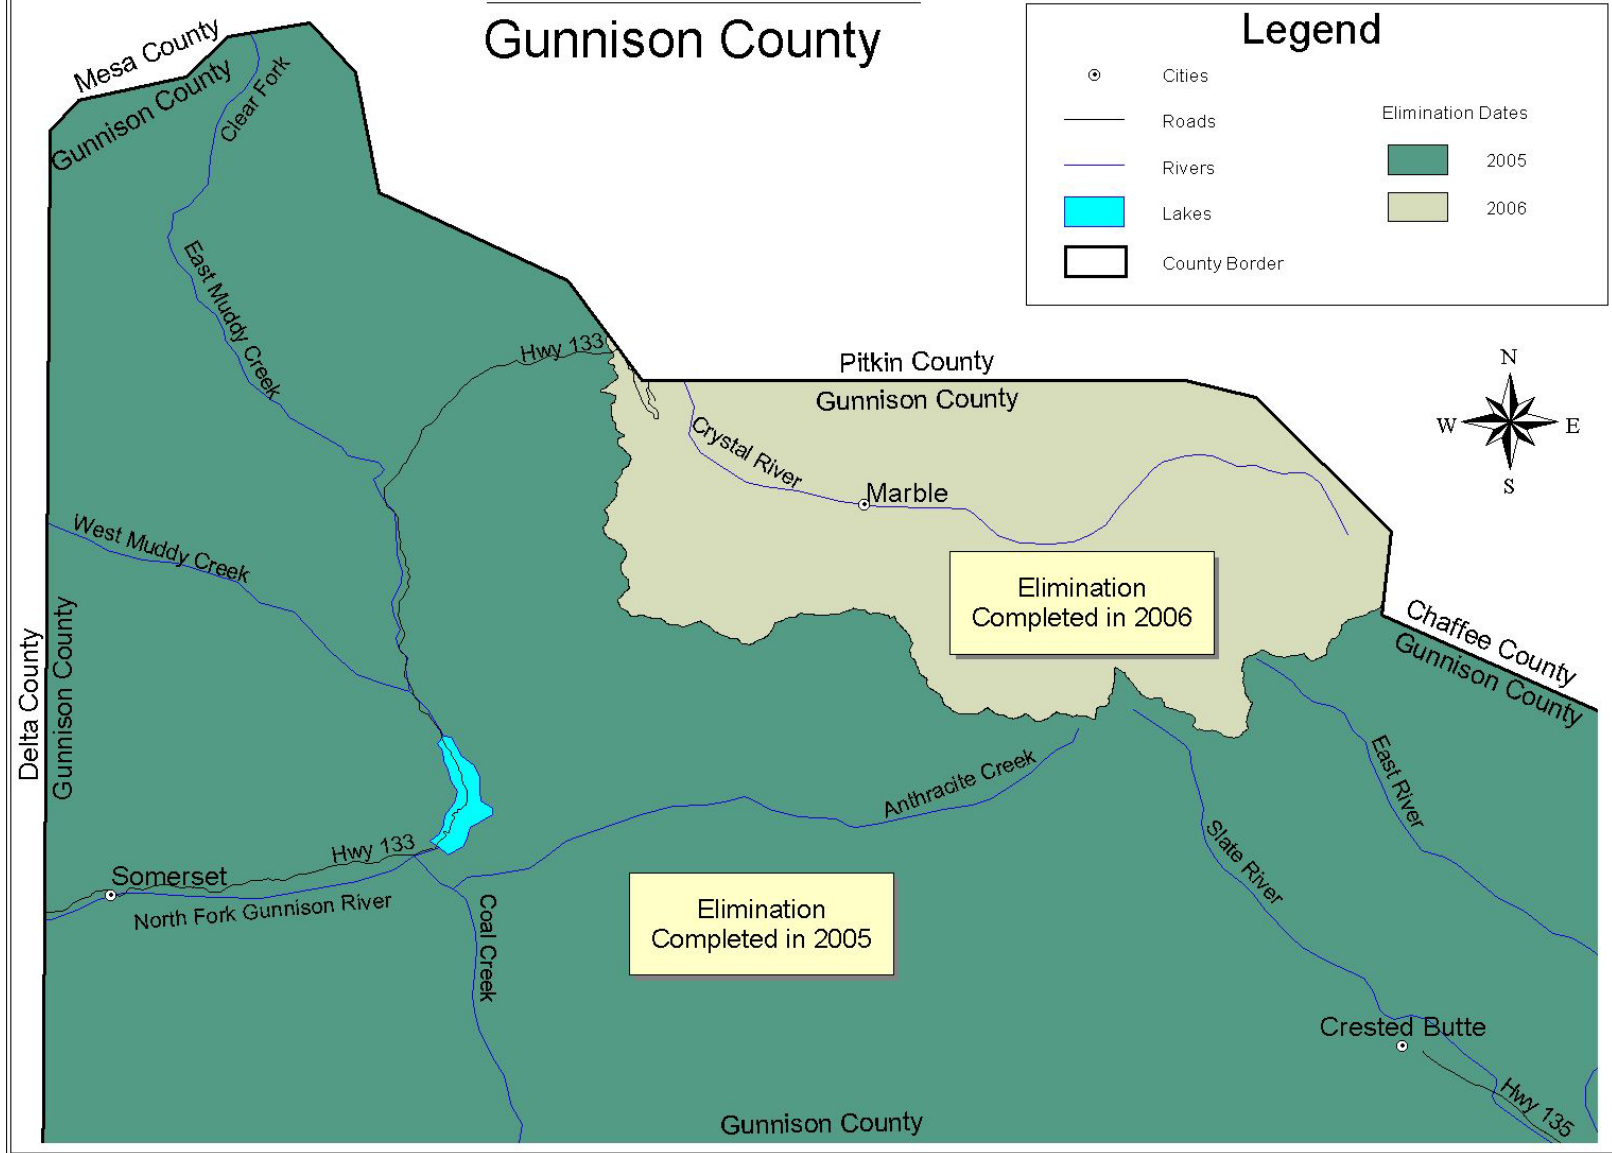 Gunnison County
Legend
Cities
Roads
Rivers
Lakes
County Border
Elimination Dates
2005
2006
Mesa County
Gunnison County
Clear Fork
East Muddy Creek
Hwy 133
Pitkin County
Gunnison County
Crystal River
Marble
N
W
E
S
West Muddy Creek
Elimination
Completed in 2006
Chaffee County
Gunnison County
Delta County
Gunnison County
East River
Anthracite Creek
Slate River
Hwy 133
Somerset
North Fork Gunnison River
Coal Creek
Elimination
Completed in 2005
Crested Butte
Hwy 135
Gunnison County